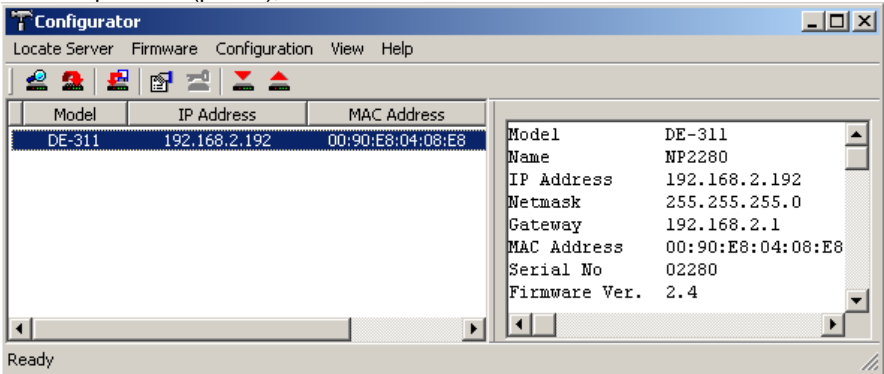 Configurator
Locate Server Firmware Configuration View Help
Model IP Address MAC Address
DE-311 192.168.2.192 00:90:E8:04:08:E8
Model DE-311
Name NP2280
IP Address 192.168.2.192
Netmask 255.255.255.0
Gateway 192.168.2.1
MAC Address 00:90:E8:04:08:E8
Serial No 02280
Firmware Ver. 2.4
Ready